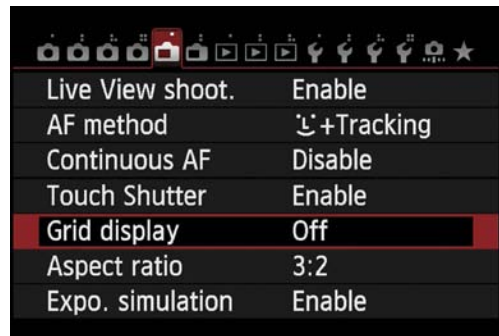 Live View shoot. Enable
AF method +Tracking
Continuous AF Disable
Touch Shutter Enable
Grid display Off
Aspect ratio 3:2
Expo. simulation Enable